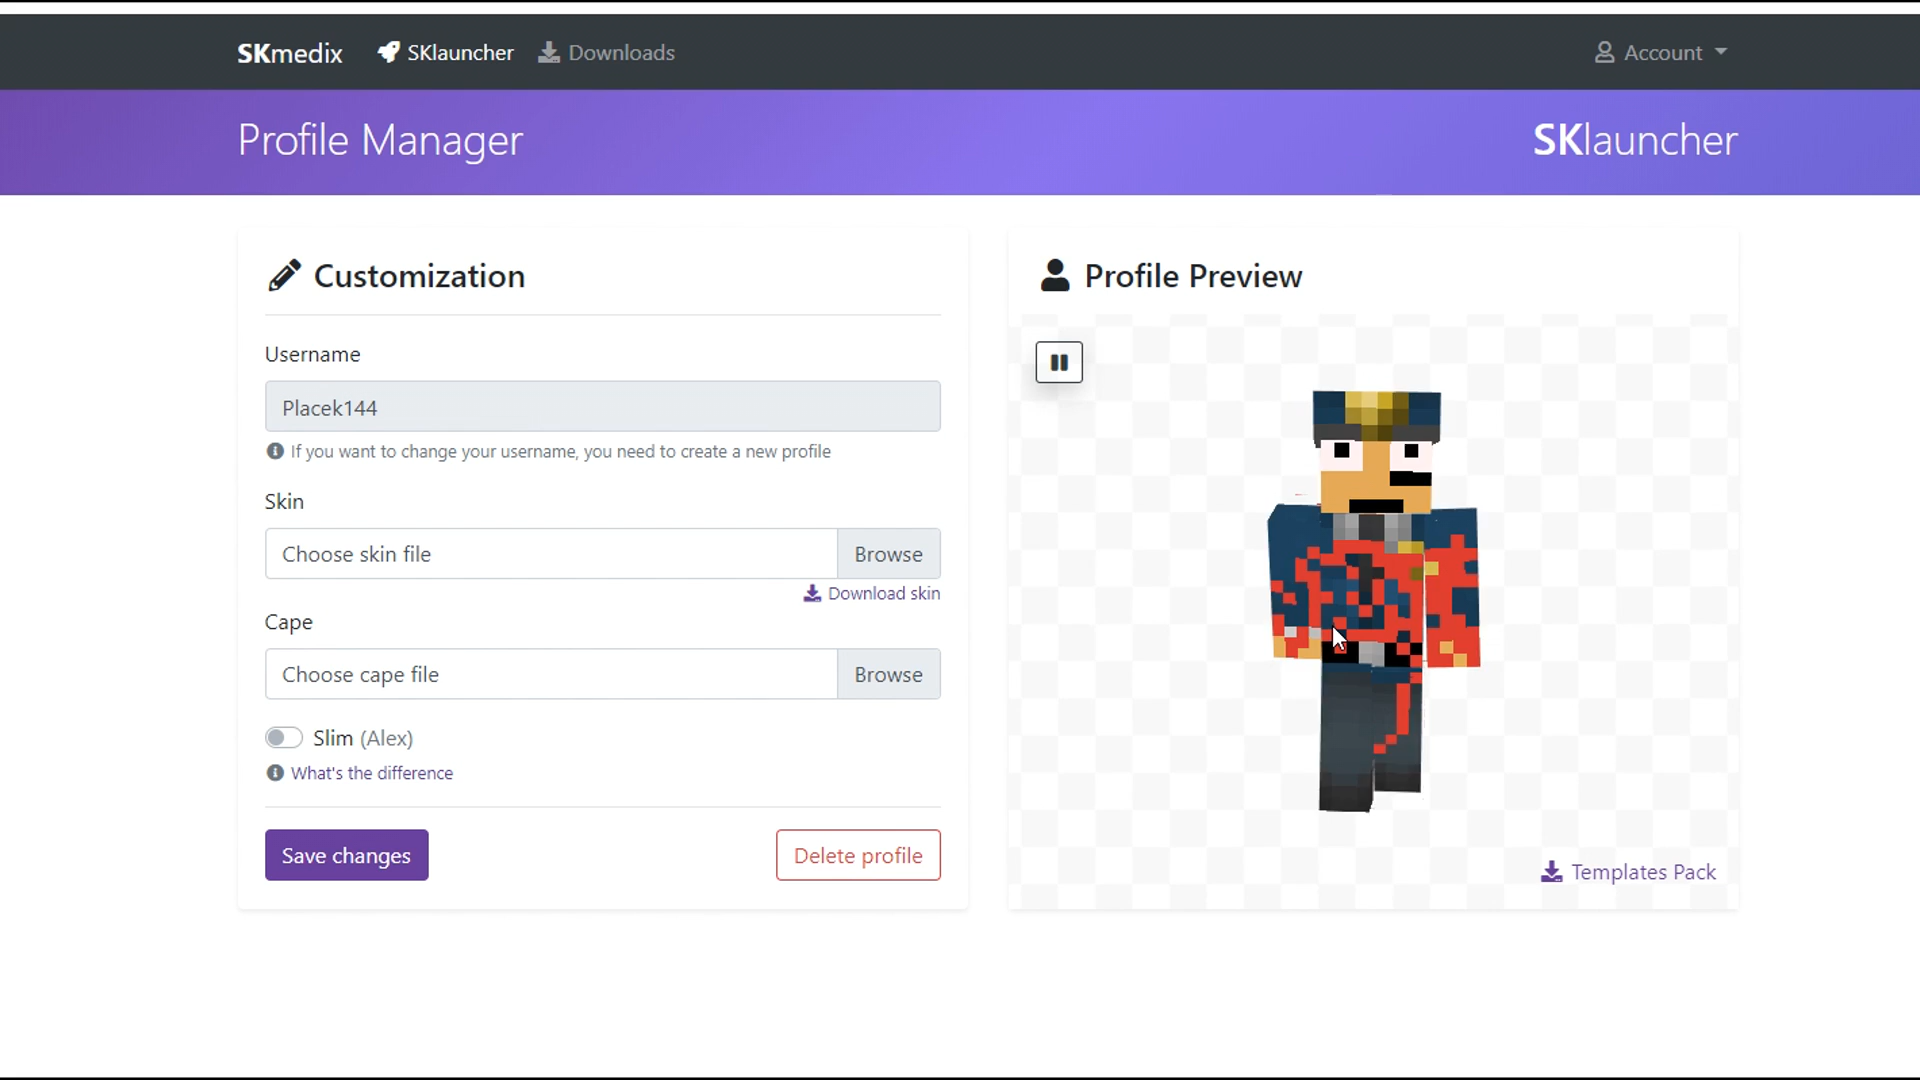 SKmedix SKlauncher Downloads Account
Profile Manager SKlauncher
Customization
Username
Placek144
If you want to change your username, you need to create a new profile
Skin
Choose skin file Browse
Download skin
Cape
Choose cape file Browse
Slim (Alex)
What's the difference
Save changes Delete profile
Profile Preview
Templates Pack